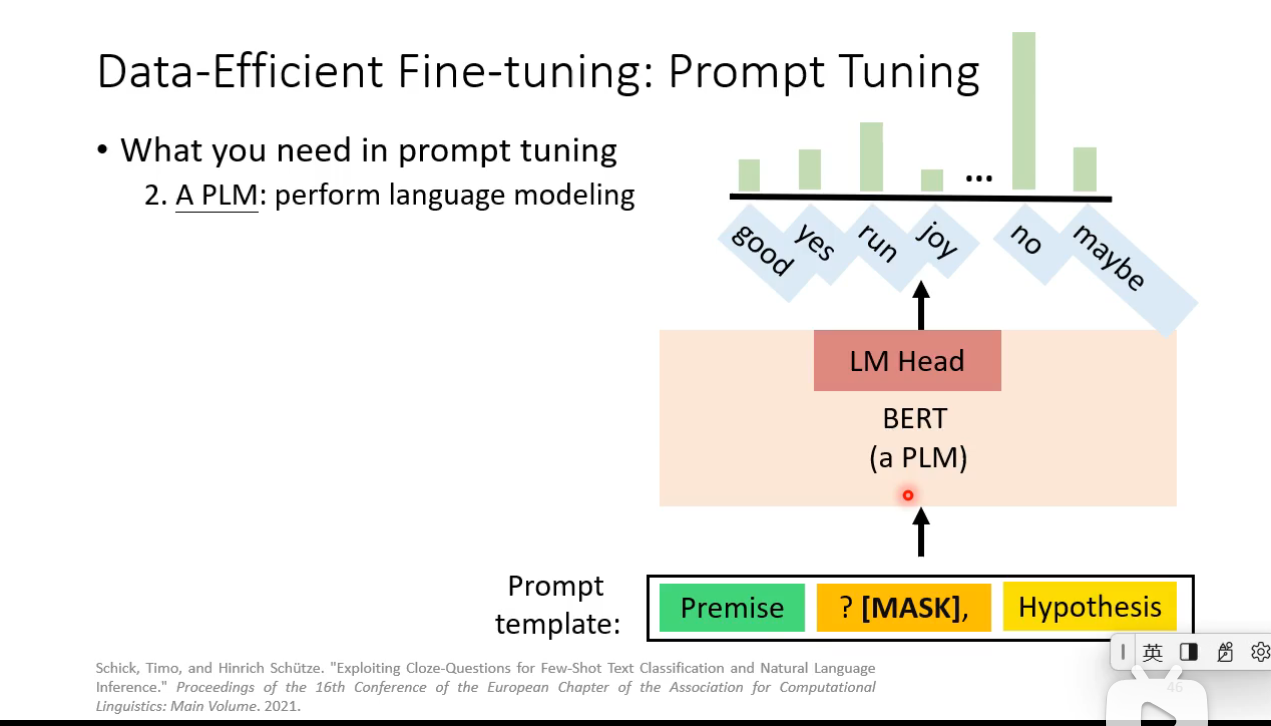 Data-Efficient Fine-tuning: Prompt Tuning
• What you need in prompt tuning
2. A PLM: perform language modeling
...
good
yes
run
joy
no
maybe
LM Head
BERT
(a PLM)
Prompt
template:
Premise
? [MASK],
Hypothesis
Schick, Timo, and Hinrich Schütze. "Exploiting Cloze-Questions for Few-Shot Text Classification and Natural Language
Inference." Proceedings of the 16th Conference of the European Chapter of the Association for Computational
Linguistics: Main Volume. 2021.
英
46